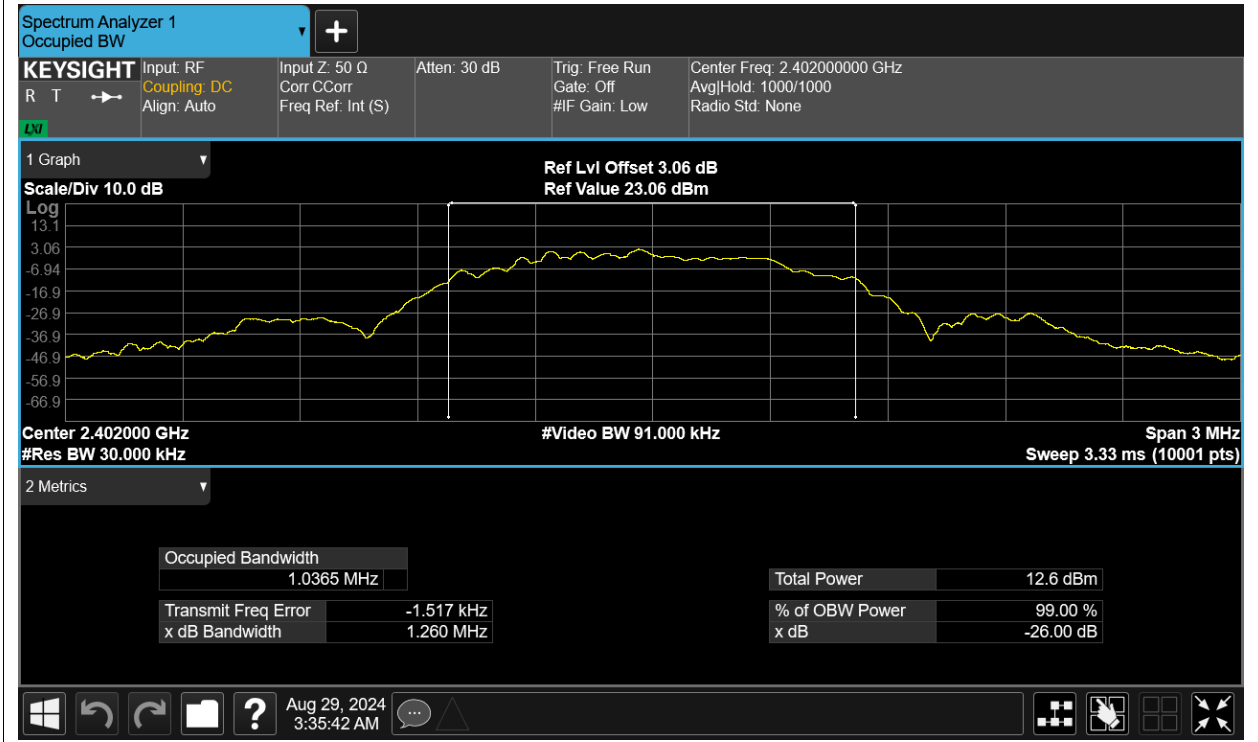 Spectrum Analyzer 1
Occupied BW
KEYSIGHT
R T
LXI
Input: RF
Coupling: DC
Align: Auto
Input Z: 50 Ω
Corr CCorr
Freq Ref: Int (S)
Atten: 30 dB
Trig: Free Run
Gate: Off
#IF Gain: Low
Center Freq: 2.402000000 GHz
Avg|Hold: 1000/1000
Radio Std: None
1 Graph
Scale/Div 10.0 dB
Ref Lvl Offset 3.06 dB
Ref Value 23.06 dBm
Log
13.1
3.06
-6.94
-16.9
-26.9
-36.9
-46.9
-56.9
-66.9
Center 2.402000 GHz
#Video BW 91.000 kHz
Span 3 MHz
#Res BW 30.000 kHz
Sweep 3.33 ms (10001 pts)
2 Metrics
Occupied Bandwidth
1.0365 MHz
Total Power 12.6 dBm
Transmit Freq Error -1.517 kHz
% of OBW Power 99.00 %
x dB Bandwidth 1.260 MHz
x dB -26.00 dB
?
Aug 29, 2024
3:35:42 AM